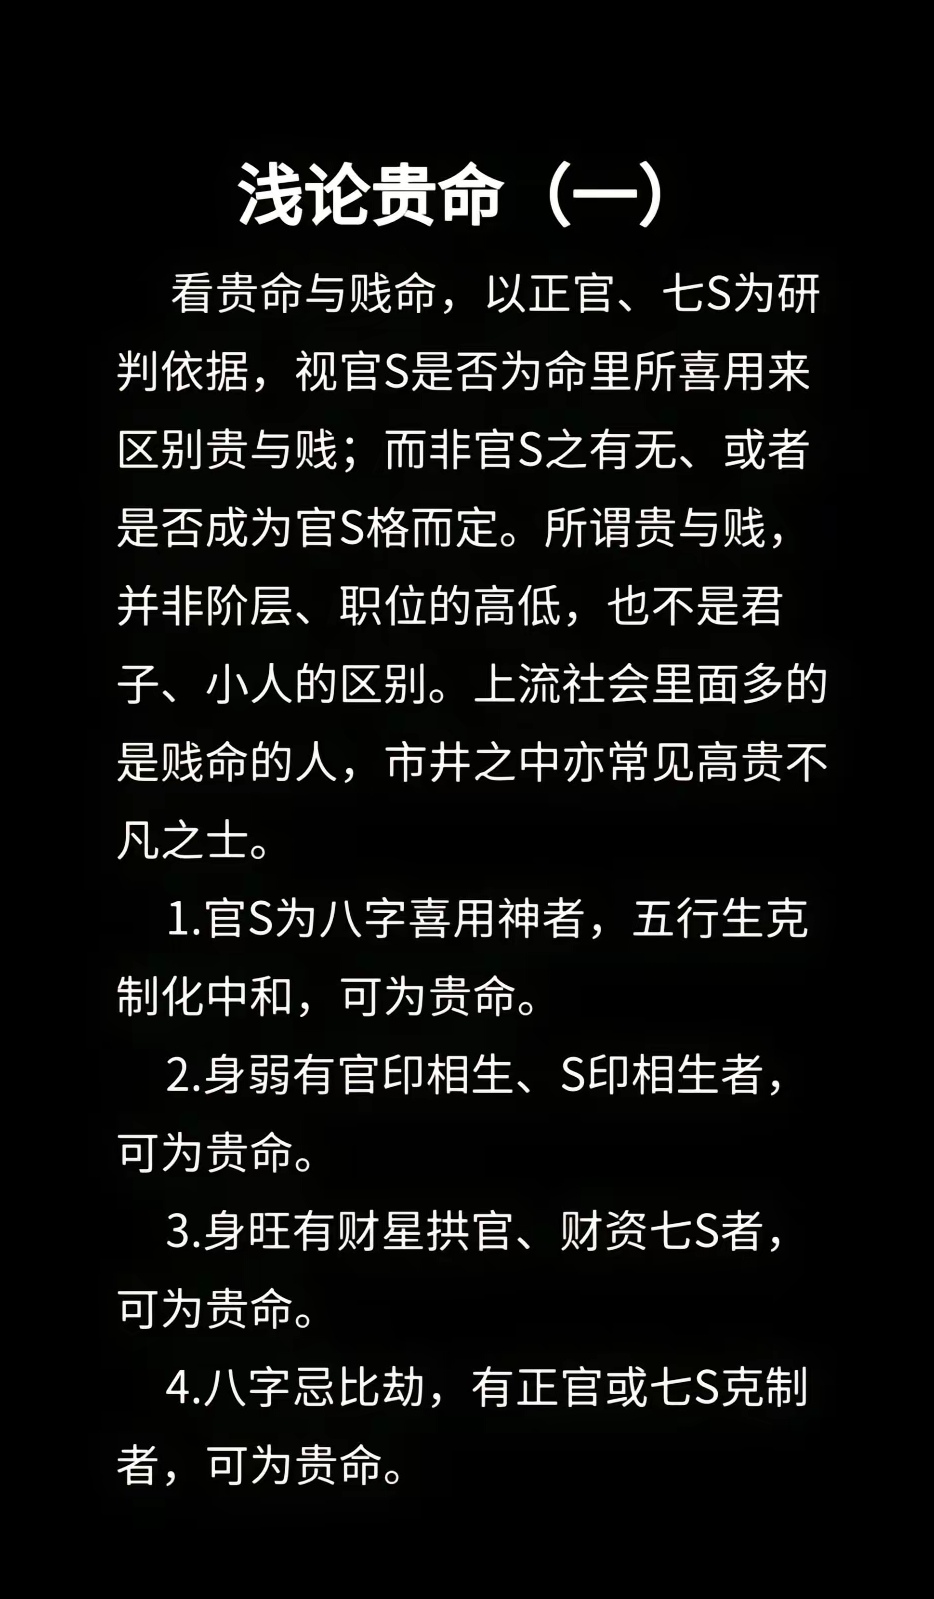 浅论贵命（一）
看贵命与贱命，以正官、七S为研
判依据，视官S是否为命里所喜用来
区别贵与贱；而非官S之有无、或者
是否成为官S格而定。所谓贵与贱，
并非阶层、职位的高低，也不是君
子、小人的区别。上流社会里面多的
是贱命的人，市井之中亦常见高贵不
凡之士。
1.官S为八字喜用神者，五行生克
制化中和，可为贵命。
2.身弱有官印相生、S印相生者，
可为贵命。
3.身旺有财星拱官、财资七S者，
可为贵命。
4.八字忌比劫，有正官或七S克制
者，可为贵命。